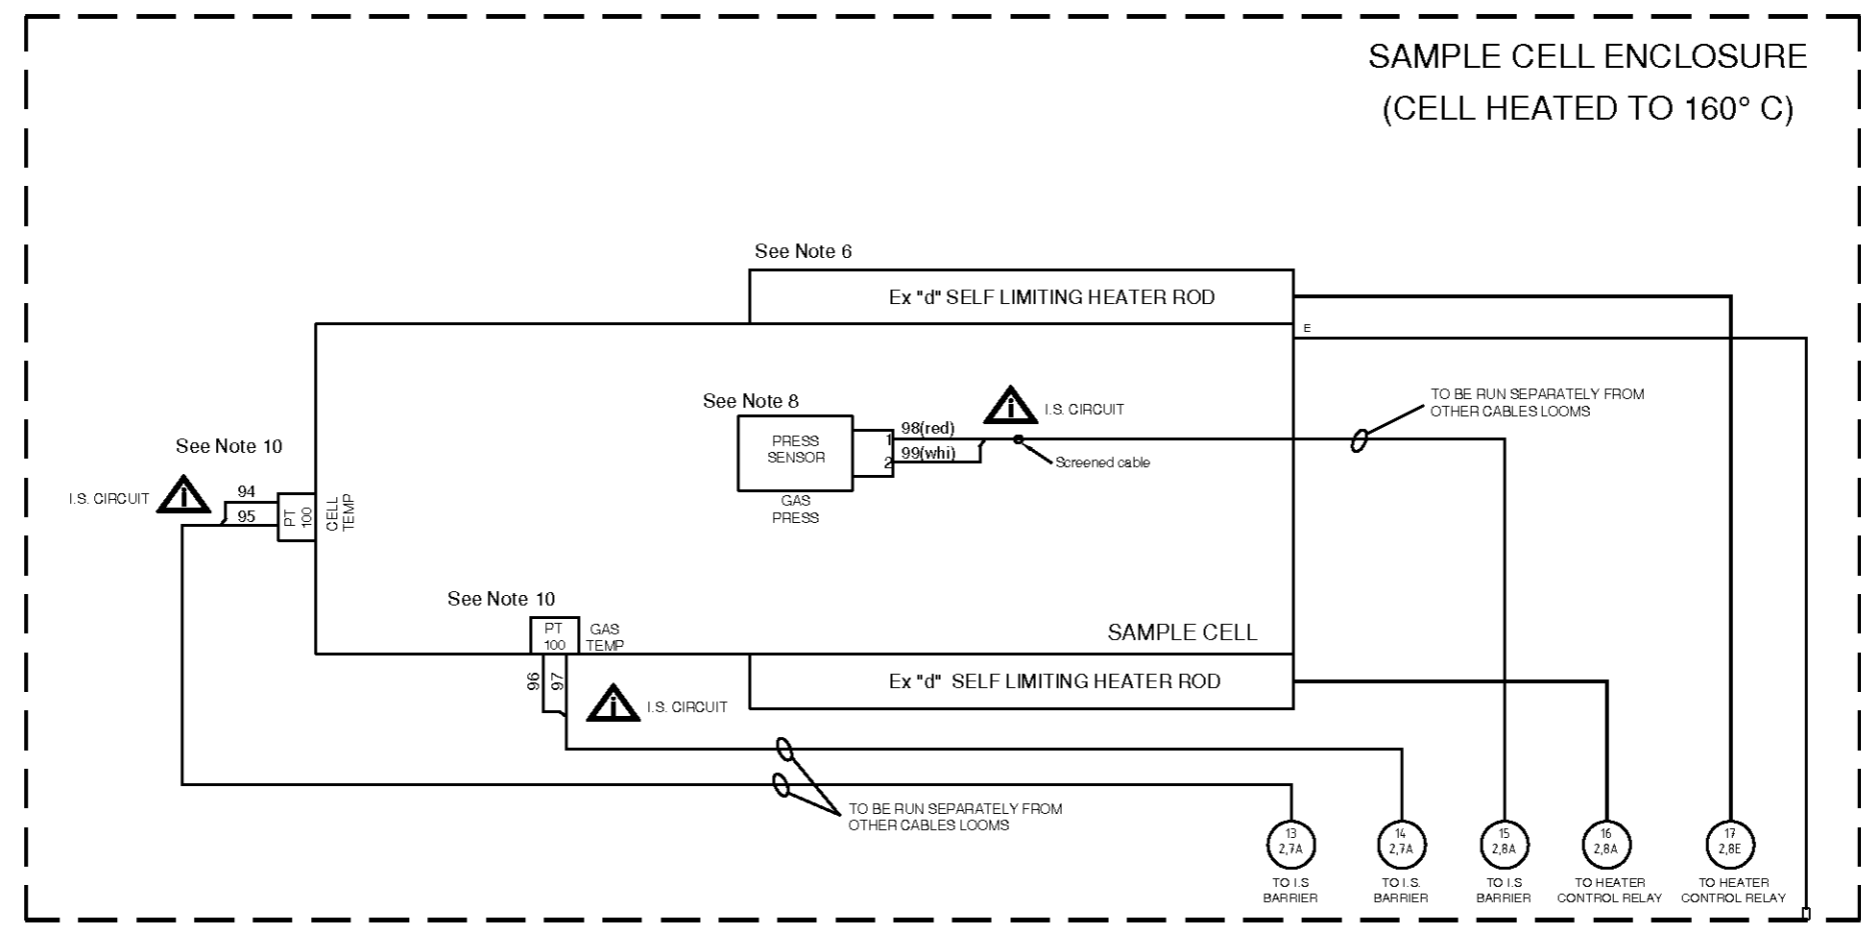 SAMPLE CELL ENCLOSURE
(CELL HEATED TO 160° C)
See Note 6
Ex "d" SELF LIMITING HEATER ROD
E
See Note 8
PRESS
SENSOR
1
2
98(red)
99(whi)
I.S. CIRCUIT
Screened cable
GAS
PRESS
TO BE RUN SEPARATELY FROM
OTHER CABLES LOOMS
See Note 10
I.S. CIRCUIT
94
95
PT
100
CELL
TEMP
See Note 10
PT
100
GAS
TEMP
SAMPLE CELL
96
97
I.S. CIRCUIT
Ex "d" SELF LIMITING HEATER ROD
TO BE RUN SEPARATELY FROM
OTHER CABLES LOOMS
13
2,7A
TO I.S
BARRIER
14
2,7A
TO I.S.
BARRIER
15
2,8A
TO I.S
BARRIER
16
2,8A
TO HEATER
CONTROL RELAY
17
2,8E
TO HEATER
CONTROL RELAY